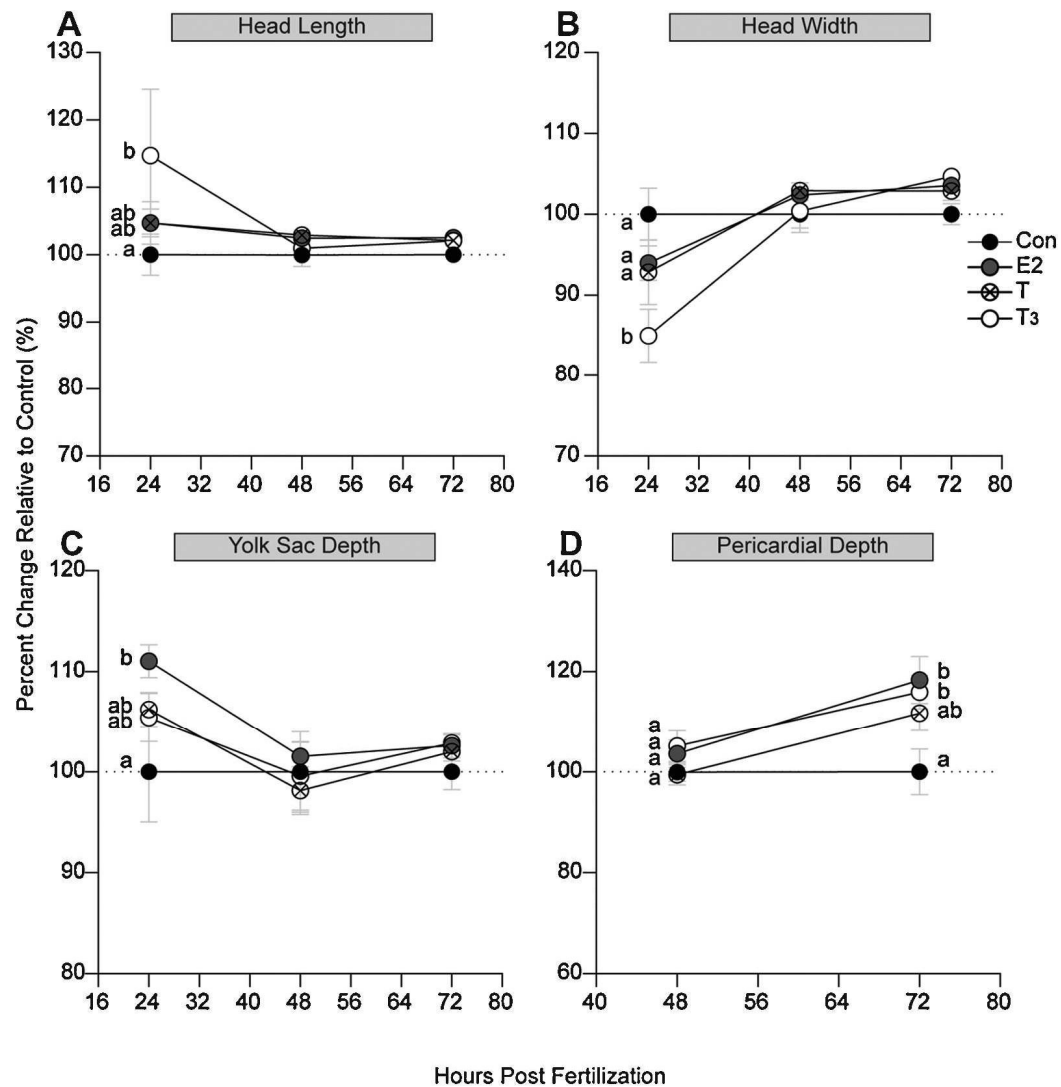 A
Head Length
130
120
110
100
90
80
70
b
ab
ab
a
16 24 32 40 48 56 64 72 80
B
Head Width
120
110
100
90
80
70
a
a
a
b
16 24 32 40 48 56 64 72 80
Con
E2
T
T3
C
Yolk Sac Depth
120
110
100
90
80
b
ab
ab
a
16 24 32 40 48 56 64 72 80
D
Pericardial Depth
140
120
100
80
60
a
a
a
a
b
b
ab
a
40 48 56 64 72 80
Percent Change Relative to Control (%)
Hours Post Fertilization